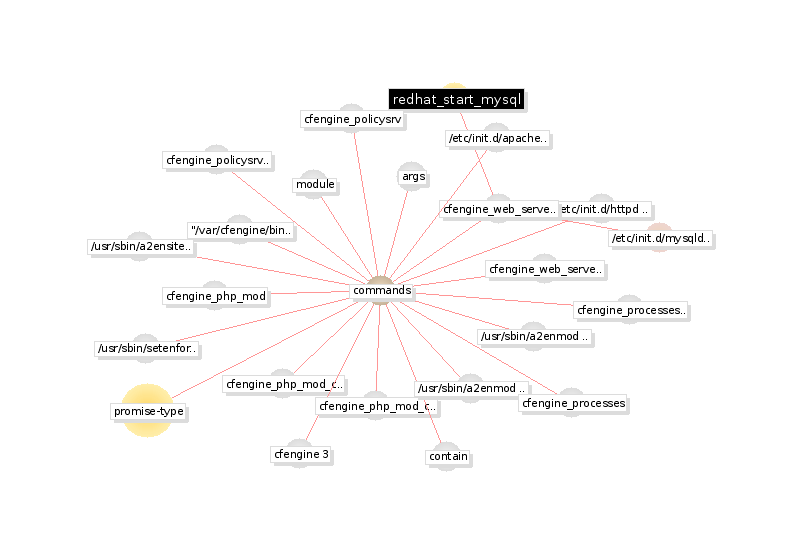 redhat_start_mysql
cfengine_policysrv
/etc/init.d/apache..
cfengine_policysrv..
module
args
cfengine_web_serve..
etc/init.d/httpd ..
"/var/cfengine/bin..
/etc/init.d/mysqld..
/usr/sbin/a2ensite..
cfengine_web_serve..
commands
cfengine_php_mod
cfengine_processes..
/usr/sbin/a2enmod ..
/usr/sbin/setenfor..
cfengine_php_mod_c..
/usr/sbin/a2enmod ..
cfengine_php_mod_c..
cfengine_processes
promise-type
cfengine 3
contain